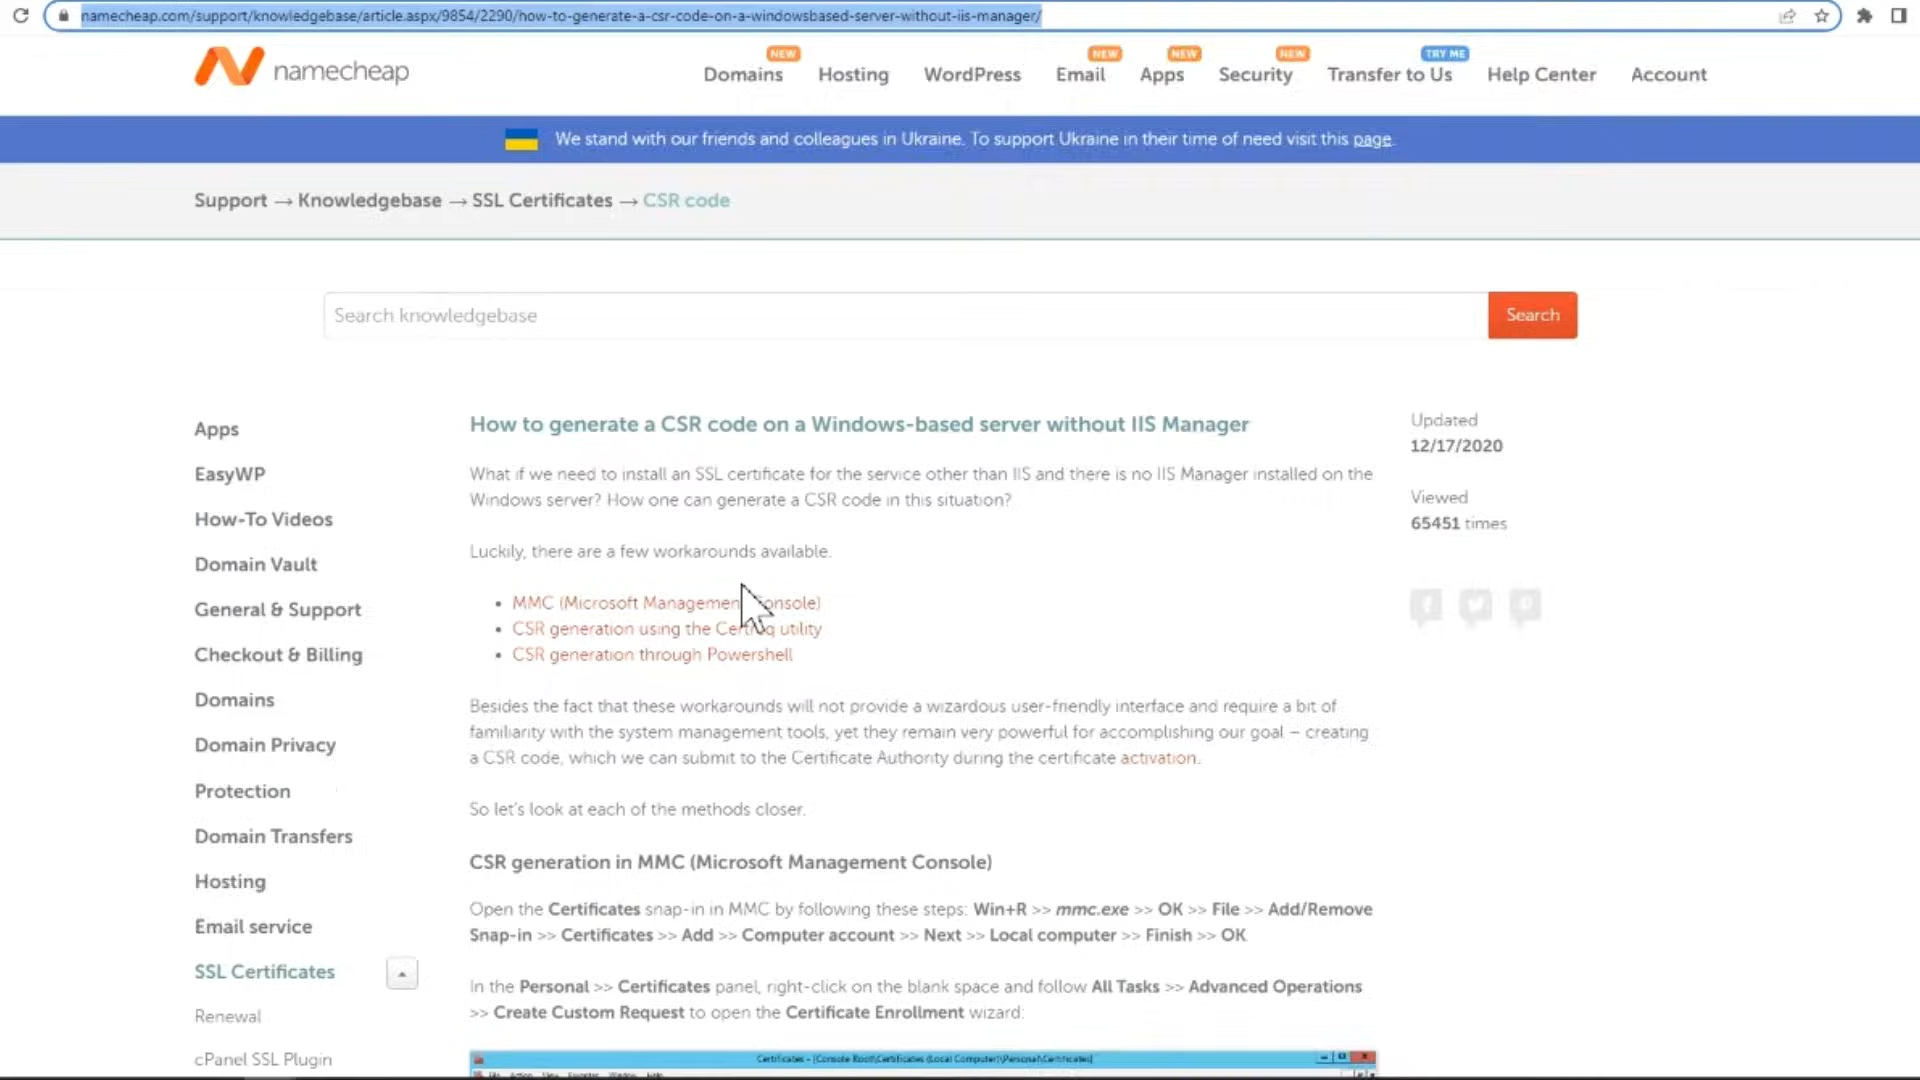 namecheap.com/support/knowledgebase/article.aspx/9854/2290/how-to-generate-a-csr-code-on-a-windowsbased-server-without-iis-manager/
namecheap
Domains NEW
Hosting
WordPress
Email NEW
Apps NEW
Security NEW
Transfer to Us TRY ME
Help Center
Account
We stand with our friends and colleagues in Ukraine. To support Ukraine in their time of need visit this page.
Support → Knowledgebase → SSL Certificates → CSR code
Search knowledgebase
Search
Apps
EasyWP
How-To Videos
Domain Vault
General & Support
Checkout & Billing
Domains
Domain Privacy
Protection
Domain Transfers
Hosting
Email service
SSL Certificates
Renewal
cPanel SSL Plugin
How to generate a CSR code on a Windows-based server without IIS Manager
What if we need to install an SSL certificate for the service other than IIS and there is no IIS Manager installed on the
Windows server? How one can generate a CSR code in this situation?
Luckily, there are a few workarounds available.
• MMC (Microsoft Management Console)
• CSR generation using the Certreq utility
• CSR generation through Powershell
Besides the fact that these workarounds will not provide a wizardous user-friendly interface and require a bit of
familiarity with the system management tools, yet they remain very powerful for accomplishing our goal – creating
a CSR code, which we can submit to the Certificate Authority during the certificate activation.
So let's look at each of the methods closer.
CSR generation in MMC (Microsoft Management Console)
Open the Certificates snap-in in MMC by following these steps: Win+R >> mmc.exe >> OK >> File >> Add/Remove
Snap-in >> Certificates >> Add >> Computer account >> Next >> Local computer >> Finish >> OK
In the Personal >> Certificates panel, right-click on the blank space and follow All Tasks >> Advanced Operations
>> Create Custom Request to open the Certificate Enrollment wizard:
Certificates - [Console Root\Certificates (Local Computer)\Personal\Certificates]
File Action View Favorites Window Help
Updated
12/17/2020
Viewed
65451 times